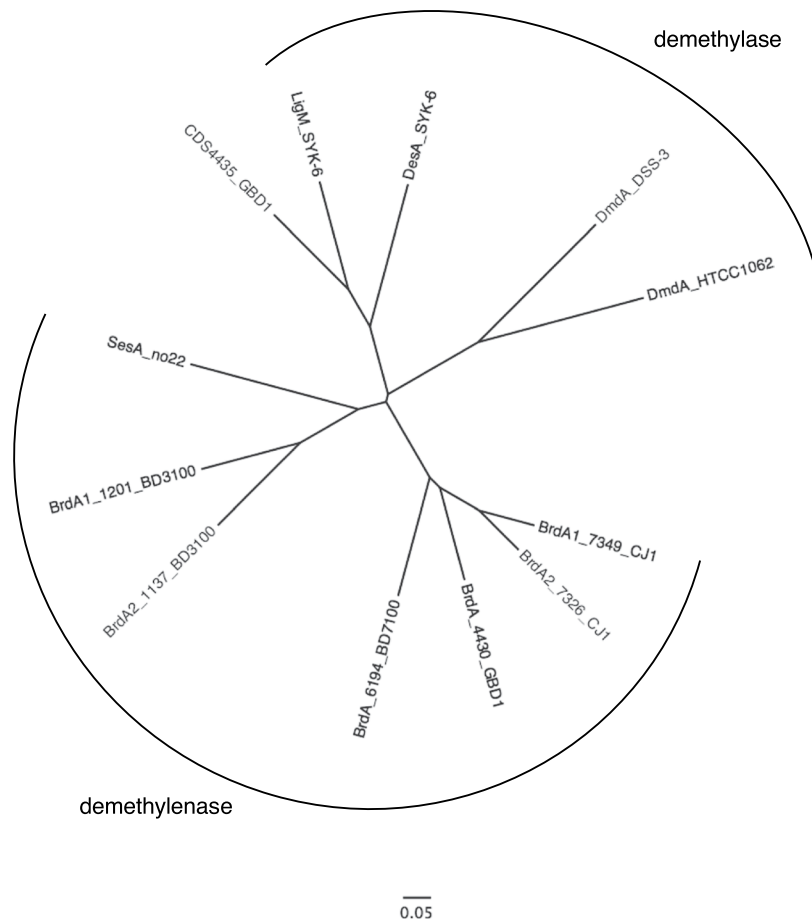 demethylase
LigM_SYK-6
DesA_SYK-6
CDS4435_GBD1
DmdA_DSS-3
DmdA_HTCC1062
SesA_no22
BrdA1_1201_BD3100
BrdA2_1137_BD3100
BrdA1_7349_CJ1
BrdA2_7326_CJ1
BrdA_4430_GBD1
BrdA_6194_BD7100
demethylenase
0.05